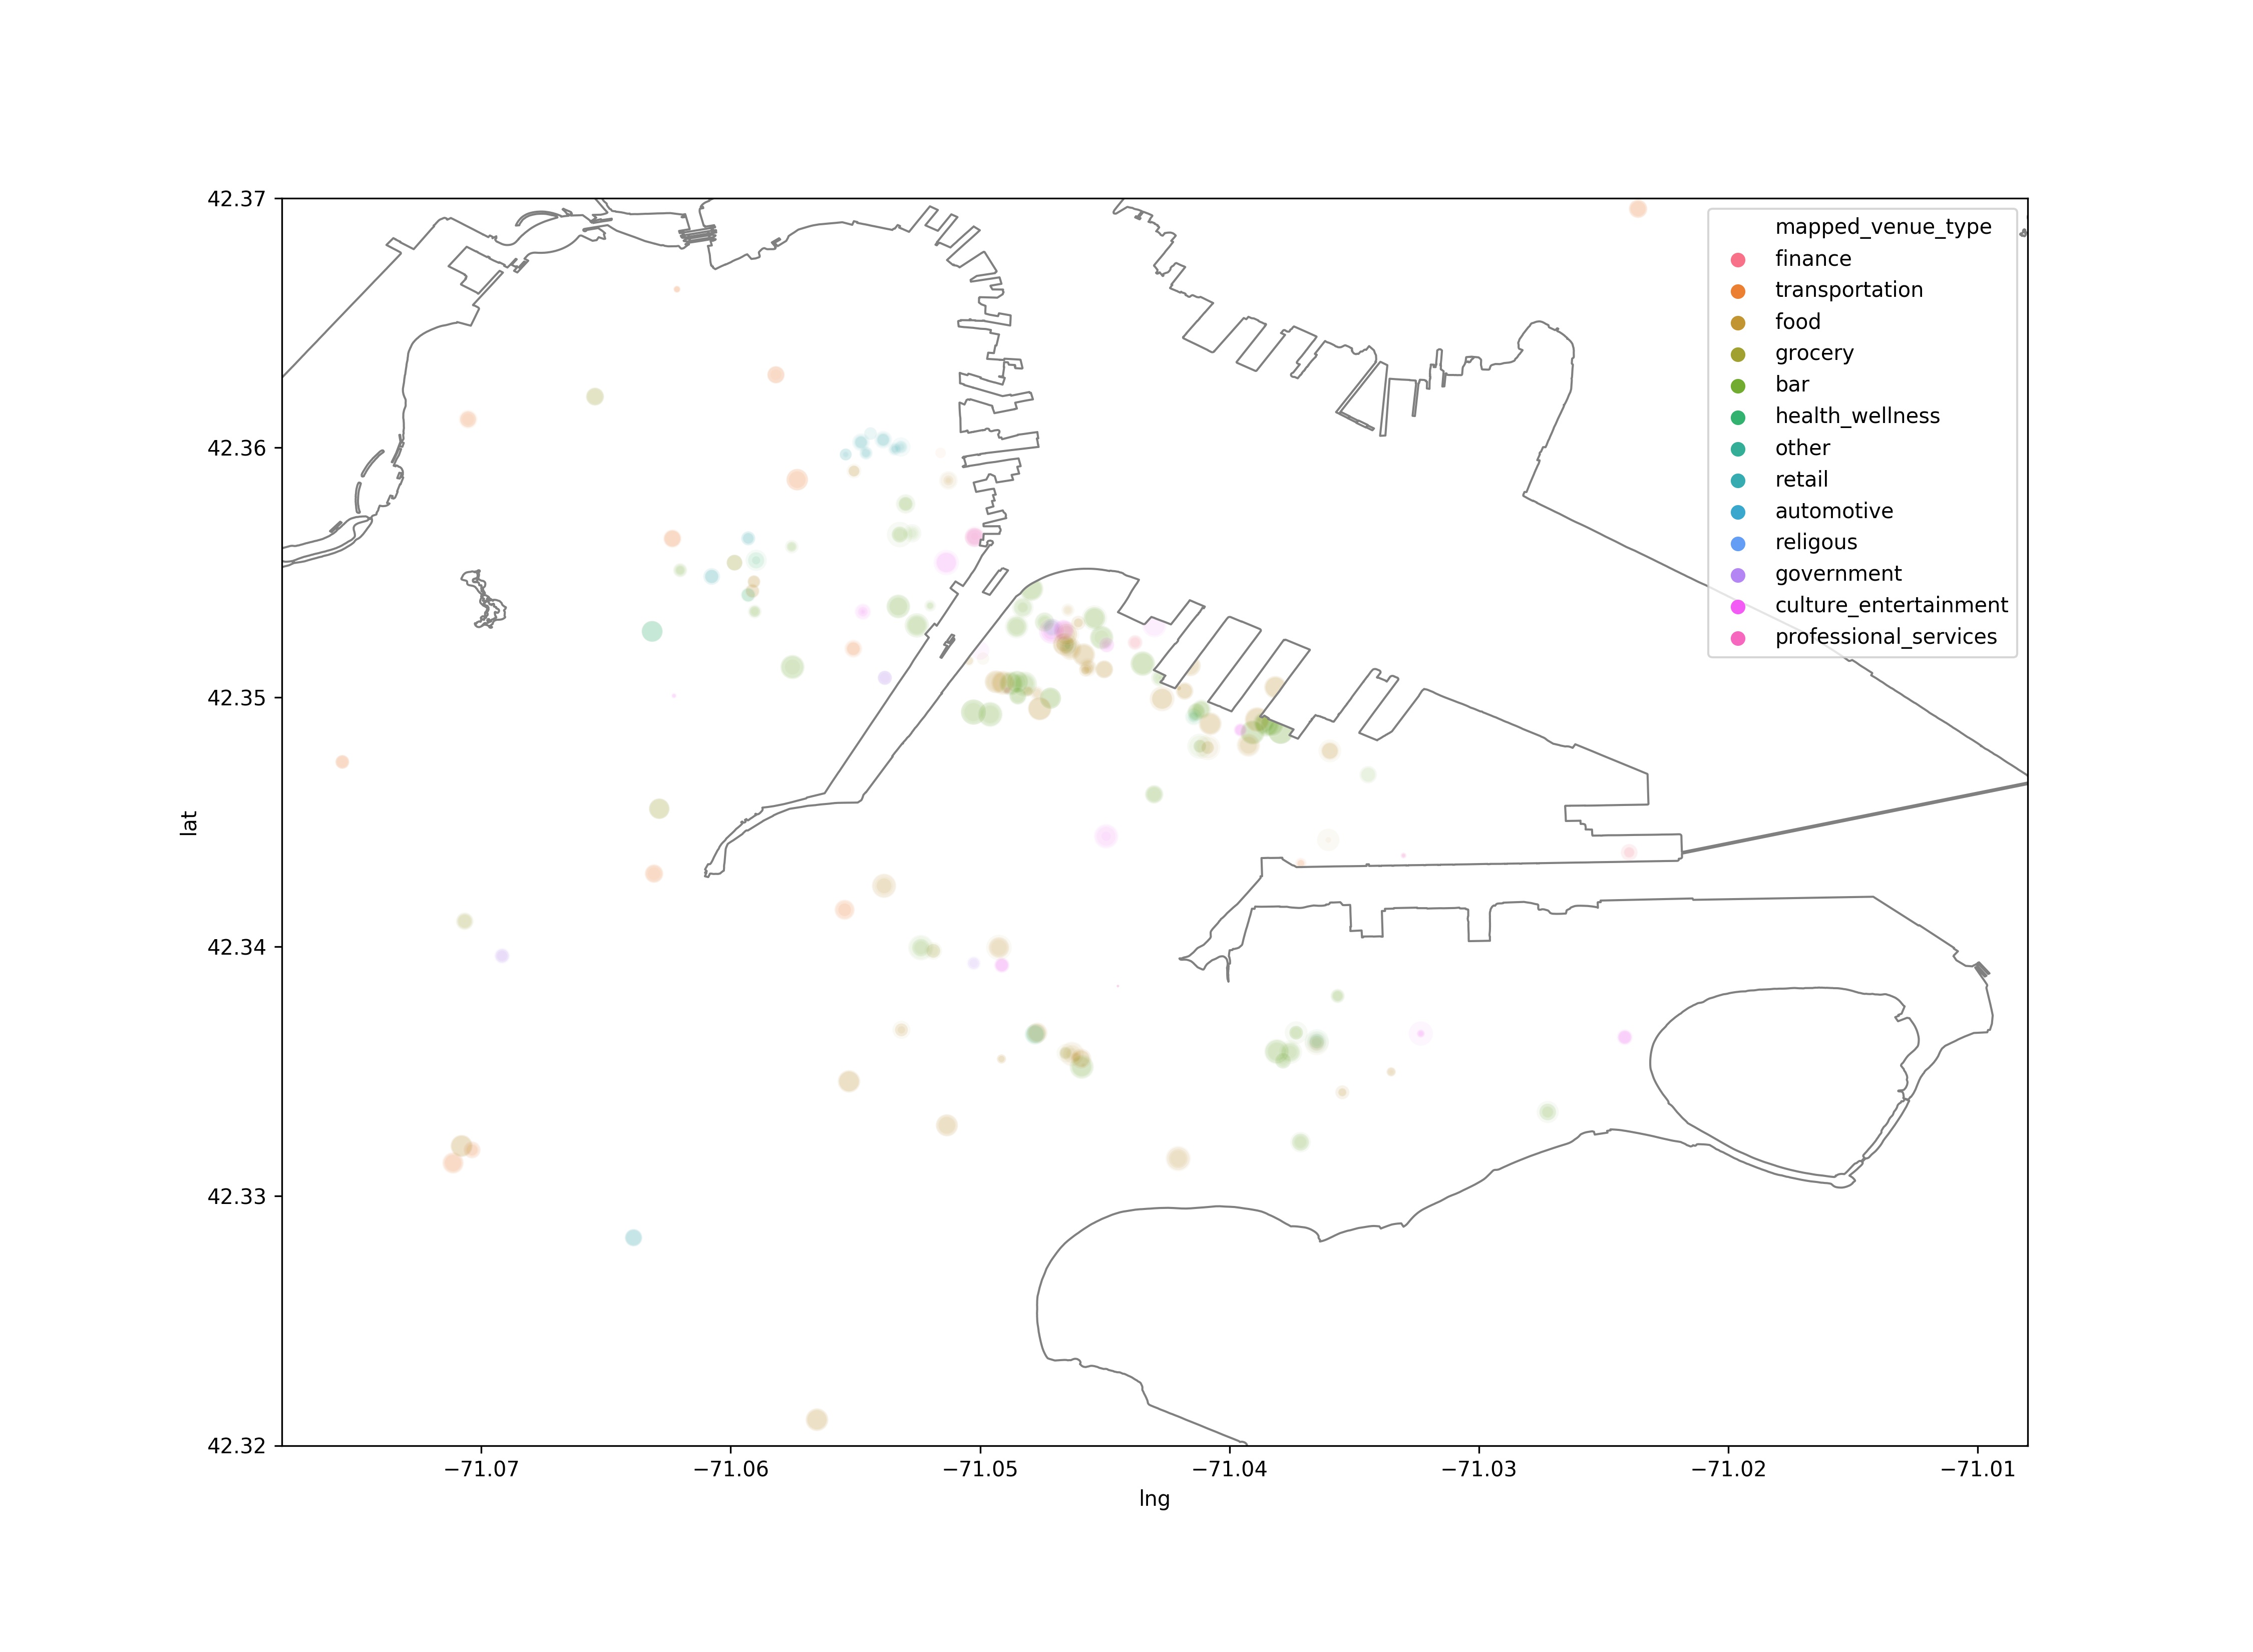 42.37
42.36
42.35
42.34
42.33
42.32
lat
−71.07
−71.06
−71.05
−71.04
−71.03
−71.02
−71.01
lng
mapped_venue_type
finance
transportation
food
grocery
bar
health_wellness
other
retail
automotive
religous
government
culture_entertainment
professional_services